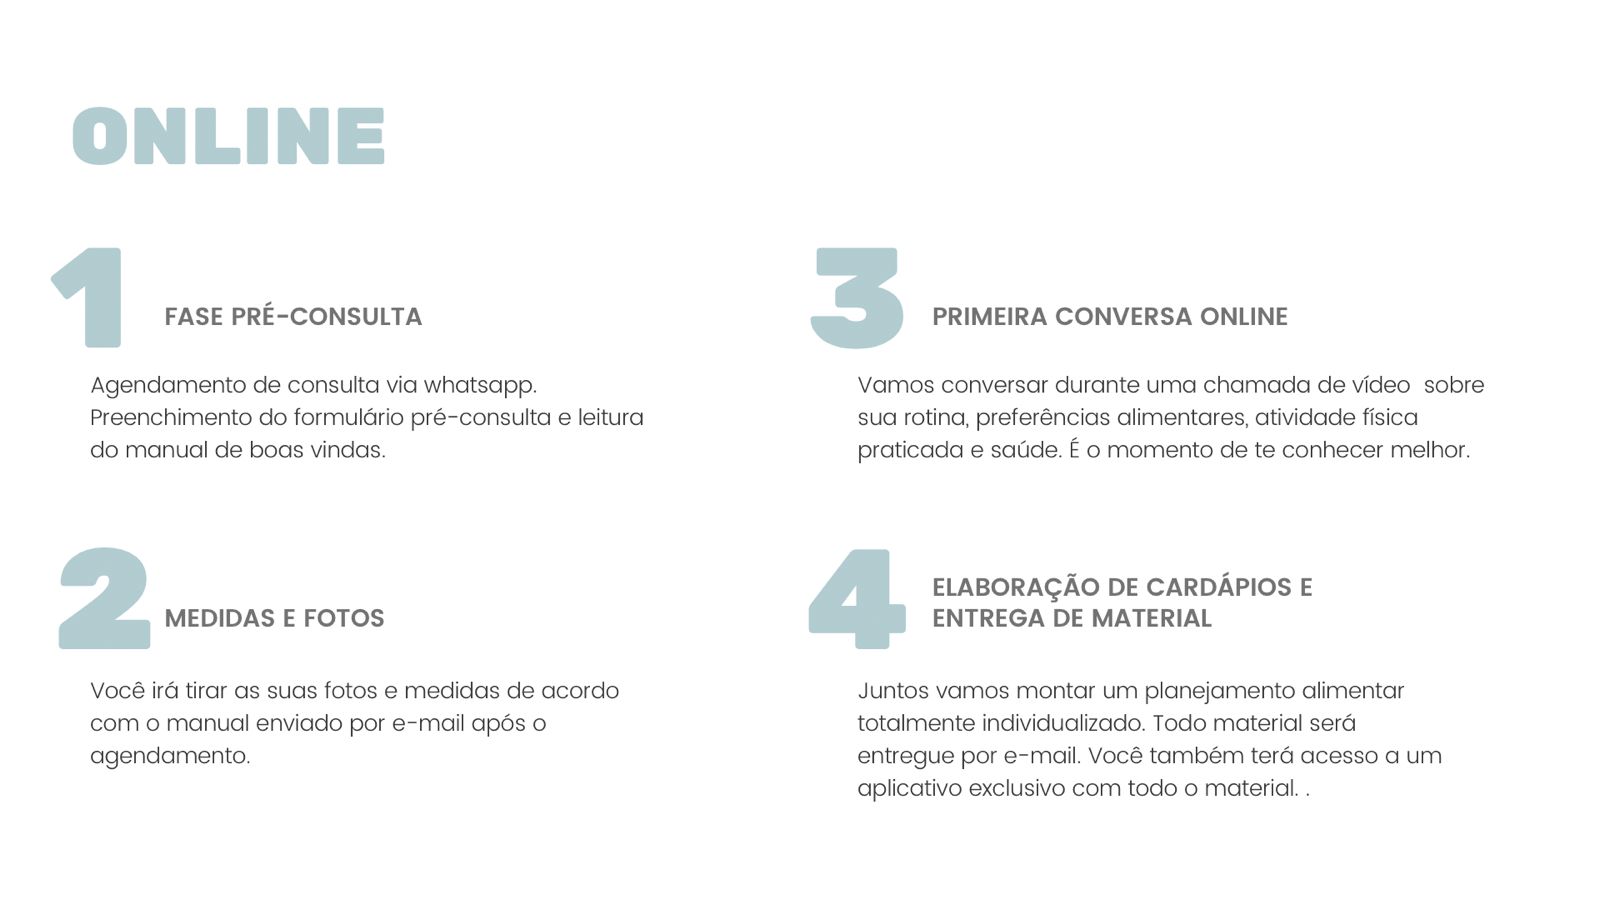 ONLINE
1
FASE PRÉ-CONSULTA
Agendamento de consulta via whatsapp.
Preenchimento do formulário pré-consulta e leitura
do manual de boas vindas.
2
MEDIDAS E FOTOS
Você irá tirar as suas fotos e medidas de acordo
com o manual enviado por e-mail após o
agendamento.
3
PRIMEIRA CONVERSA ONLINE
Vamos conversar durante uma chamada de vídeo  sobre
sua rotina, preferências alimentares, atividade física
praticada e saúde. É o momento de te conhecer melhor.
4
ELABORAÇÃO DE CARDÁPIOS E
ENTREGA DE MATERIAL
Juntos vamos montar um planejamento alimentar
totalmente individualizado. Todo material será
entregue por e-mail. Você também terá acesso a um
aplicativo exclusivo com todo o material. .